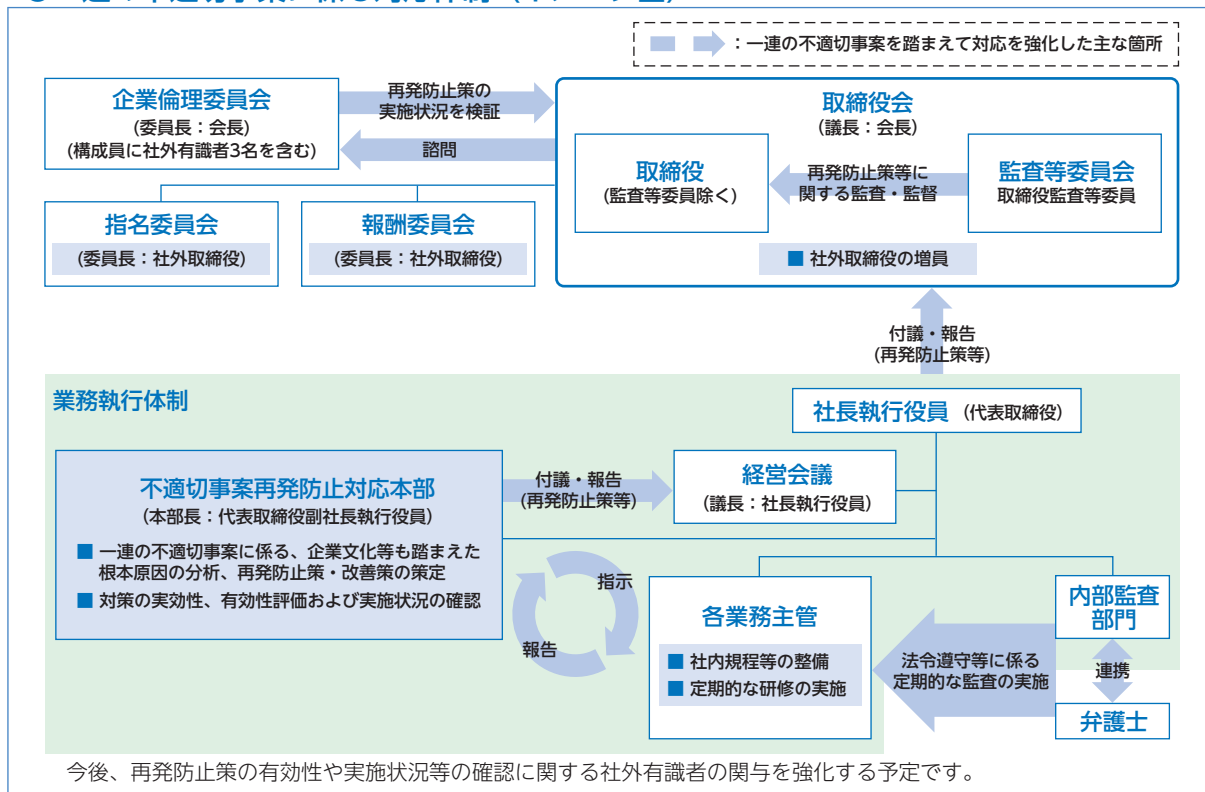 ：一連の不適切事案を踏まえて対応を強化した主な箇所
企業倫理委員会
(委員長：会長)
(構成員に社外有識者3名を含む)
再発防止策の
実施状況を検証
諮問
取締役会
(議長：会長)
取締役
(監査等委員除く)
再発防止策等に
関する監査・監督
監査等委員会
取締役監査等委員
■ 社外取締役の増員
指名委員会
(委員長：社外取締役)
報酬委員会
(委員長：社外取締役)
付議・報告
(再発防止策等)
業務執行体制
社長執行役員 (代表取締役)
不適切事案再発防止対応本部
(本部長：代表取締役副社長執行役員)
■ 一連の不適切事案に係る、企業文化等も踏まえた
根本原因の分析、再発防止策・改善策の策定
■ 対策の実効性、有効性評価および実施状況の確認
付議・報告
(再発防止策等)
経営会議
(議長：社長執行役員)
指示
報告
各業務主管
■ 社内規程等の整備
■ 定期的な研修の実施
法令遵守等に係る
定期的な監査の実施
内部監査
部門
連携
弁護士
今後、再発防止策の有効性や実施状況等の確認に関する社外有識者の関与を強化する予定です。